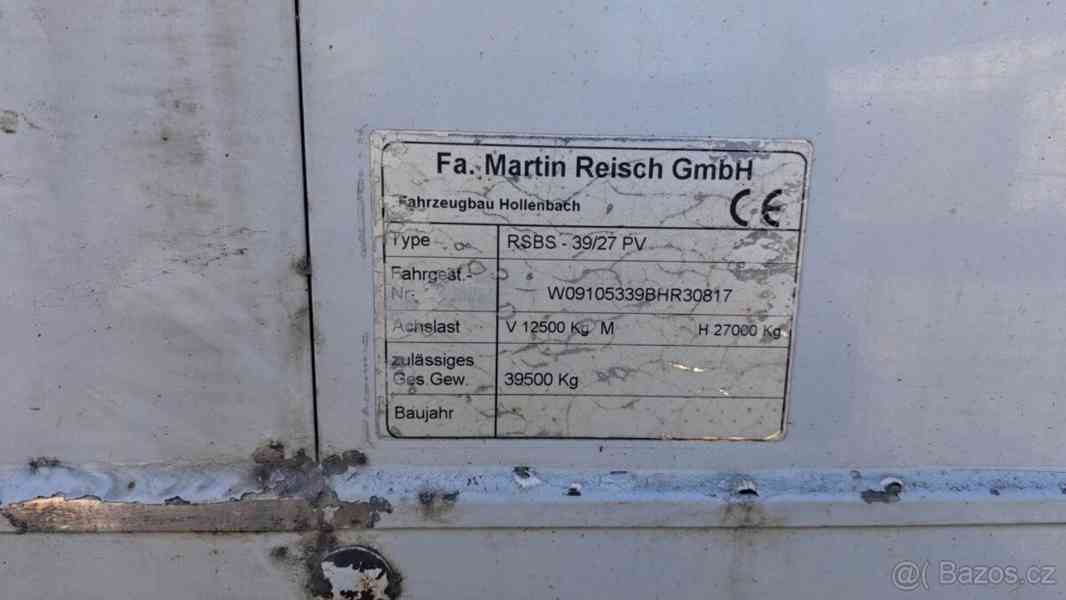 Fa. Martin Reisch GmbH
Fahrzeugbau Hollenbach CE
Type RSBS - 39/27 PV
Fahrgest.-
Nr. W09105339BHR30817
Achslast V 12500 Kg M H 27000 Kg
zulässiges
Ges.Gew. 39500 Kg
Baujahr
@( Bazos.cz